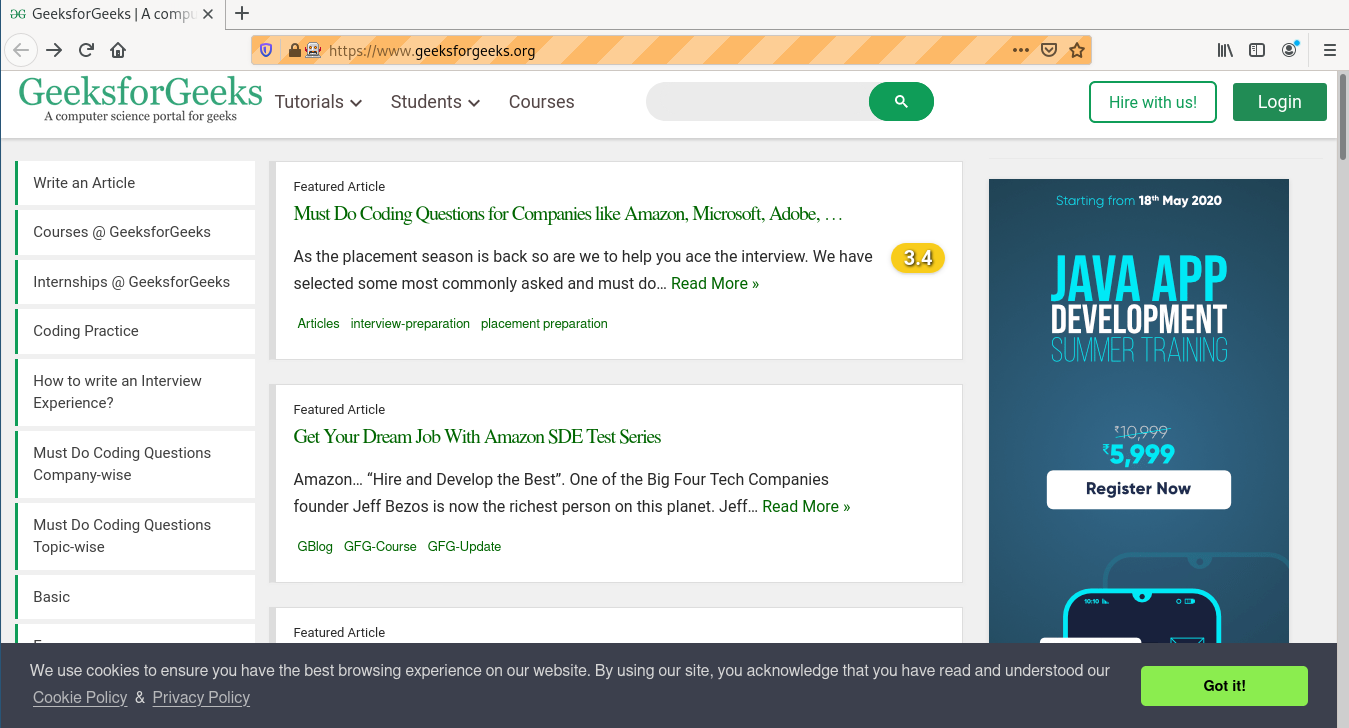 GeeksforGeeks | A compu
https://www.geeksforgeeks.org
GeeksforGeeks
A computer science portal for geeks
Tutorials
Students
Courses
Hire with us!
Login
Write an Article
Courses @ GeeksforGeeks
Internships @ GeeksforGeeks
Coding Practice
How to write an Interview
Experience?
Must Do Coding Questions
Company-wise
Must Do Coding Questions
Topic-wise
Basic
Featured Article
Must Do Coding Questions for Companies like Amazon, Microsoft, Adobe, …
As the placement season is back so are we to help you ace the interview. We have
selected some most commonly asked and must do… Read More »
3.4
Articles interview-preparation placement preparation
Featured Article
Get Your Dream Job With Amazon SDE Test Series
Amazon… “Hire and Develop the Best”. One of the Big Four Tech Companies
founder Jeff Bezos is now the richest person on this planet. Jeff… Read More »
GBlog GFG-Course GFG-Update
Featured Article
Starting from 18th May 2020
JAVA APP
DEVELOPMENT
SUMMER TRAINING
₹10,999
₹5,999
Register Now
10:10
We use cookies to ensure you have the best browsing experience on our website. By using our site, you acknowledge that you have read and understood our
Cookie Policy & Privacy Policy
Got it!